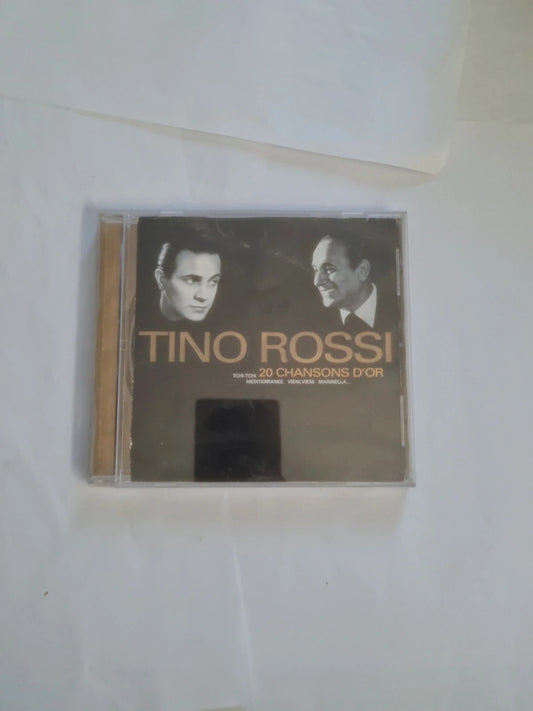 TINO ROSSI
TCHI-TCHI 20 CHANSONS D'OR
MEDITERRANEE VIENI,VIENI MARINELLA...